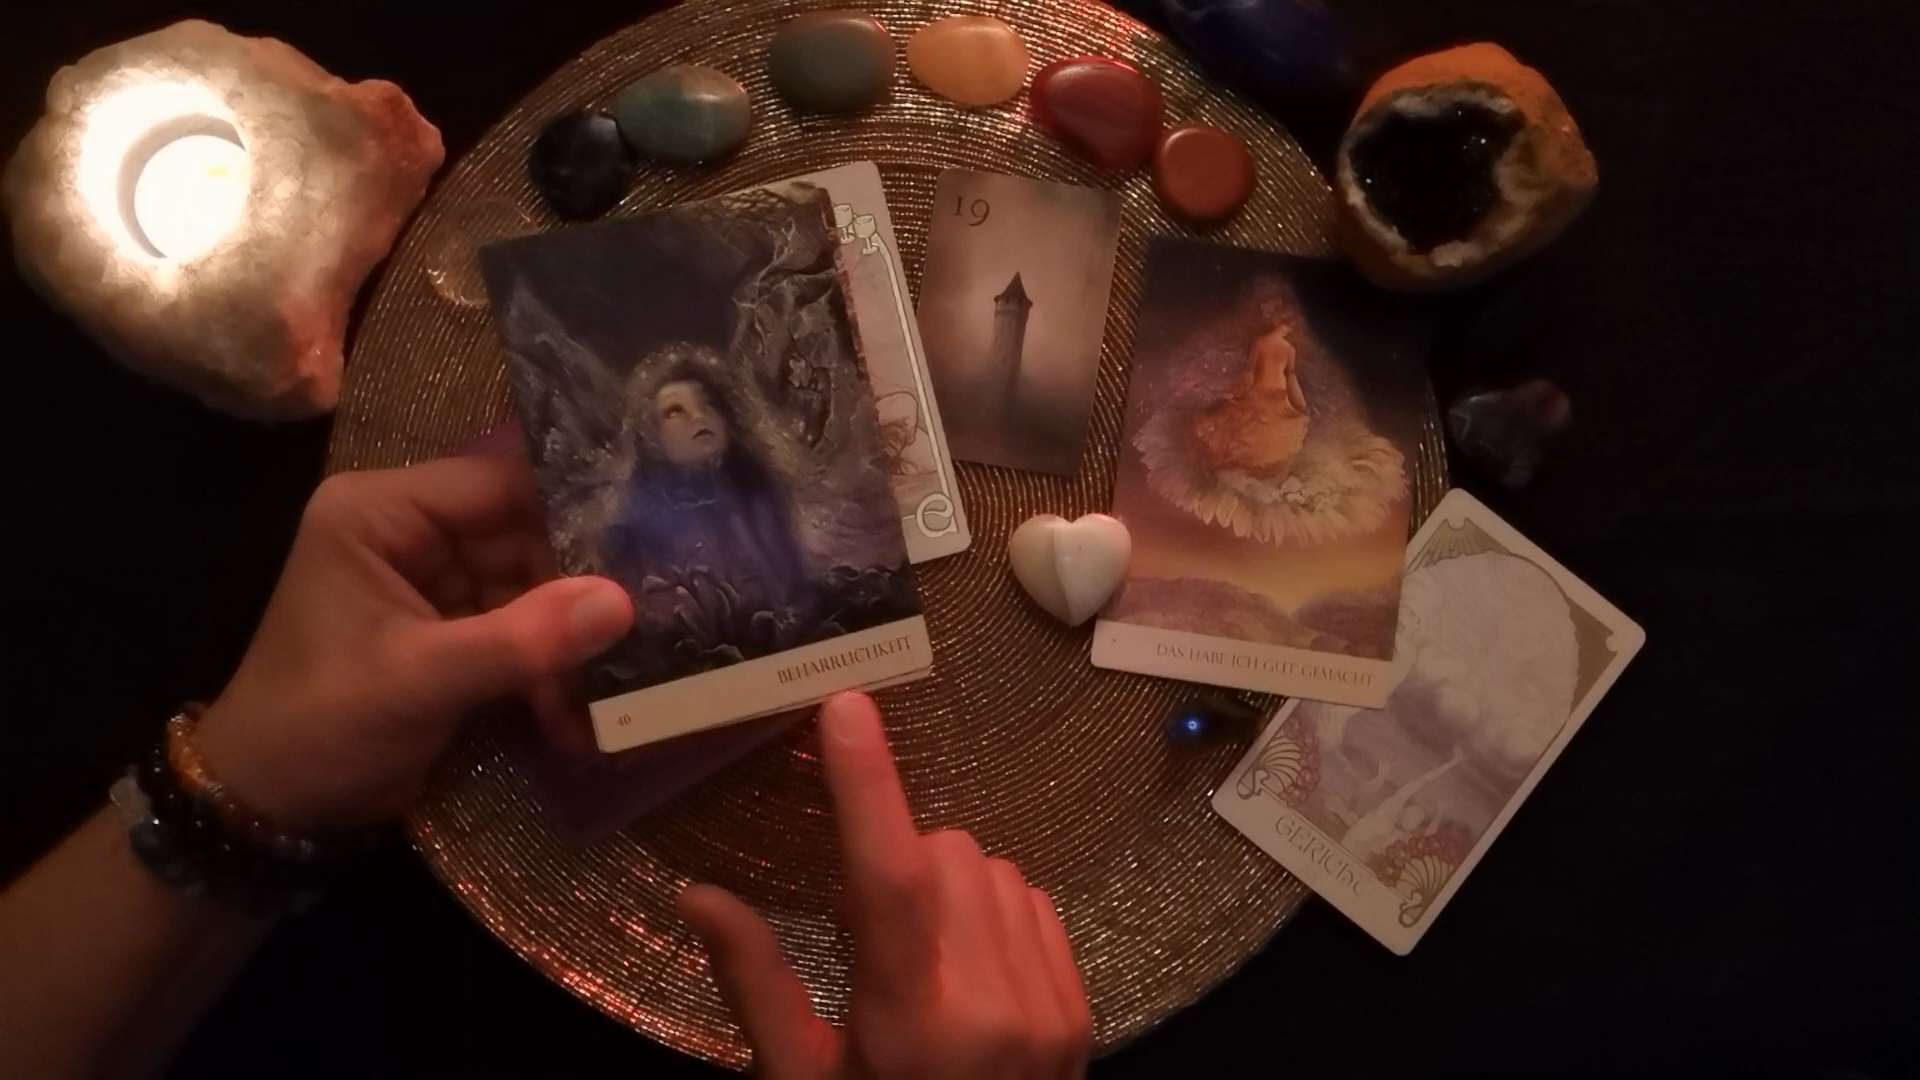 19
BEHARRLICHKEIT
40
DAS HABE ICH GUT GEMACHT
GERICHT